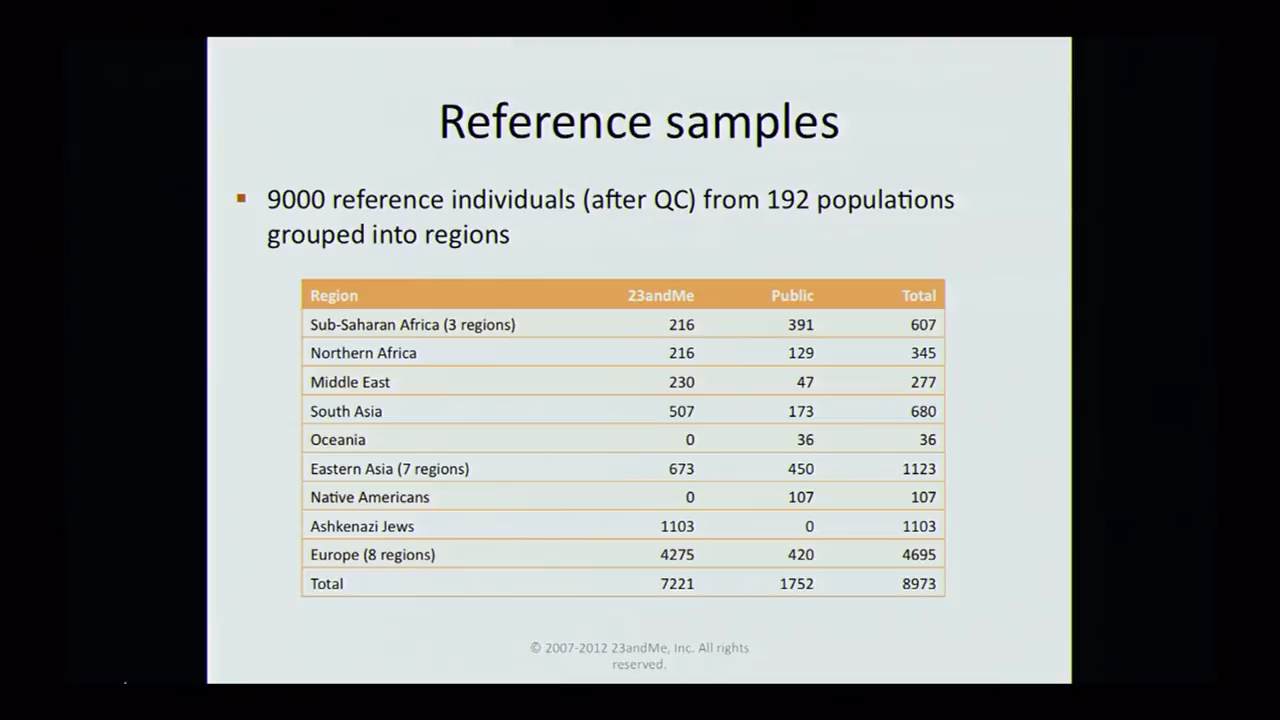 Reference samples
9000 reference individuals (after QC) from 192 populations
grouped into regions
Region 23andMe Public Total
Sub-Saharan Africa (3 regions) 216 391 607
Northern Africa 216 129 345
Middle East 230 47 277
South Asia 507 173 680
Oceania 0 36 36
Eastern Asia (7 regions) 673 450 1123
Native Americans 0 107 107
Ashkenazi Jews 1103 0 1103
Europe (8 regions) 4275 420 4695
Total 7221 1752 8973
© 2007-2012 23andMe, Inc. All rights
reserved.